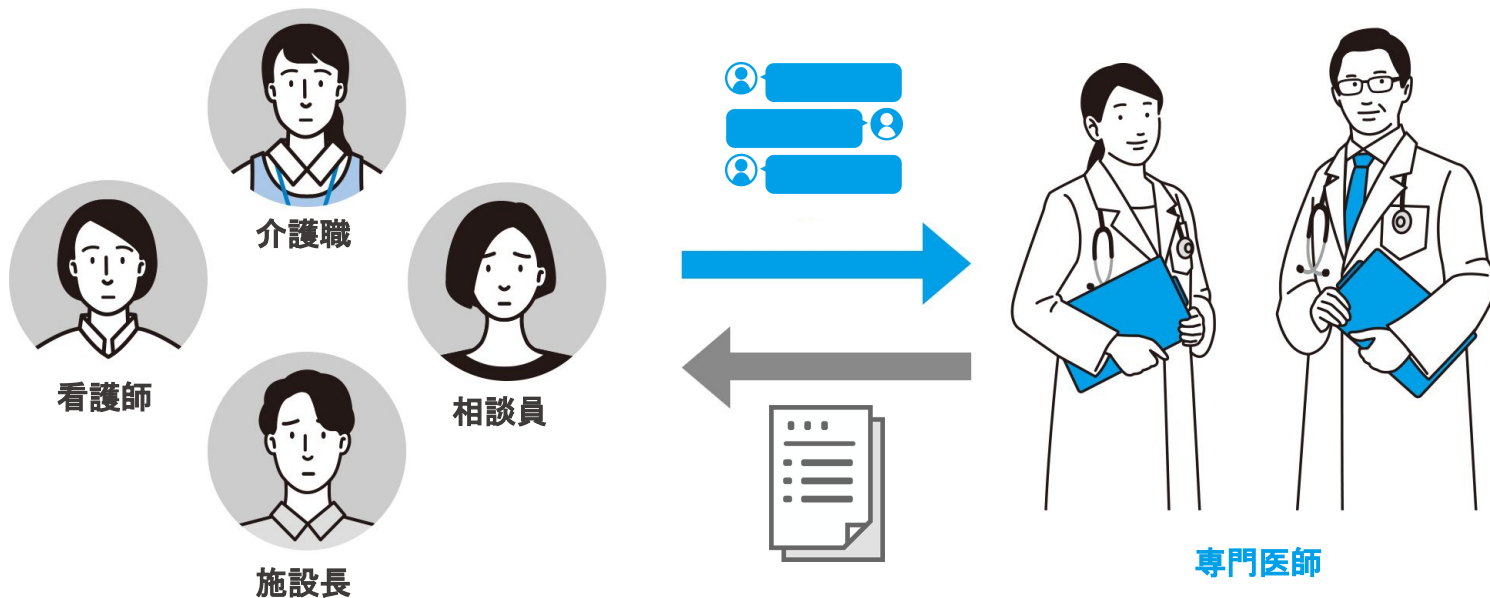 介護職
看護師
相談員
施設長
専門医師